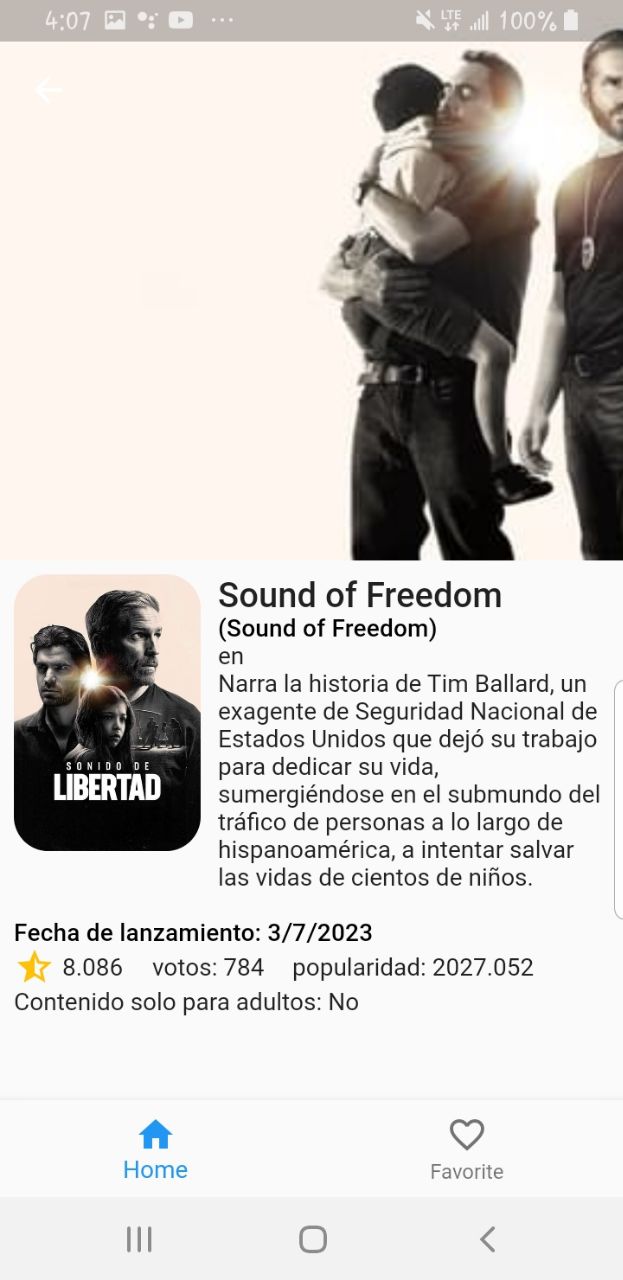 4:07
LTE
100%
Sound of Freedom
(Sound of Freedom)
en
Narra la historia de Tim Ballard, un
exagente de Seguridad Nacional de
Estados Unidos que dejó su trabajo
para dedicar su vida,
sumergiéndose en el submundo del
tráfico de personas a lo largo de
hispanoamérica, a intentar salvar
las vidas de cientos de niños.
SONIDO DE
LIBERTAD
Fecha de lanzamiento: 3/7/2023
8.086 votos: 784 popularidad: 2027.052
Contenido solo para adultos: No
Home
Favorite